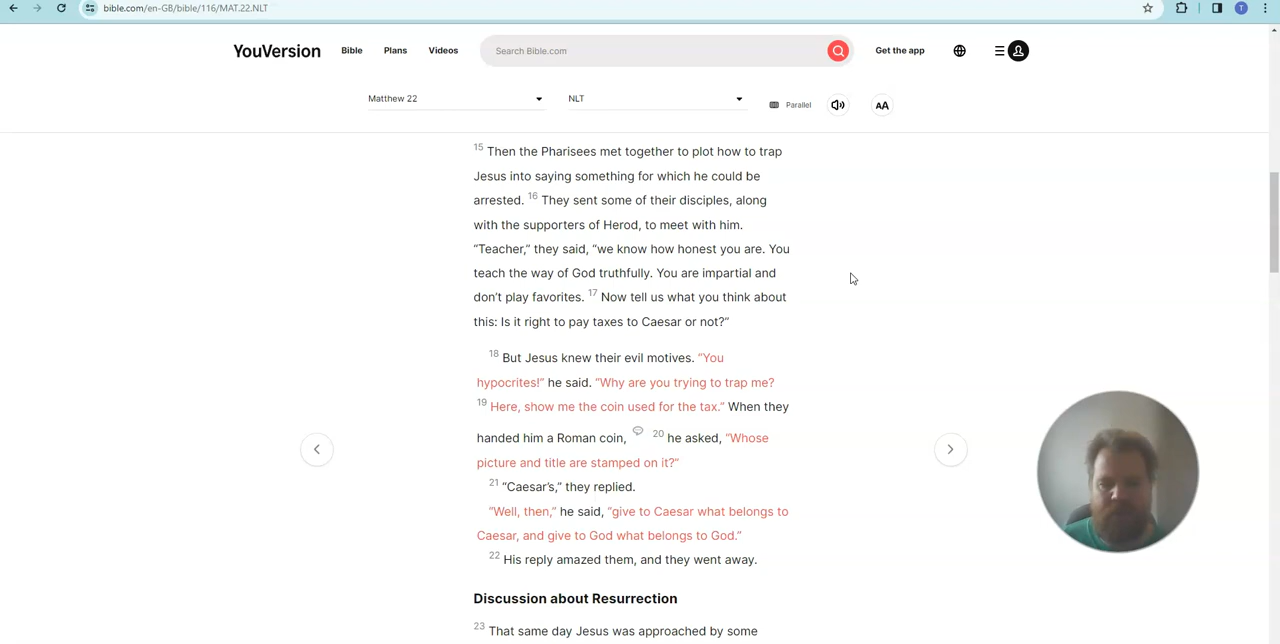 bible.com/en-GB/bible/116/MAT.22.NLT
T
YouVersion Bible Plans Videos Search Bible.com Get the app
Matthew 22 NLT Parallel AA
15 Then the Pharisees met together to plot how to trap
Jesus into saying something for which he could be
arrested. 16 They sent some of their disciples, along
with the supporters of Herod, to meet with him.
“Teacher,” they said, “we know how honest you are. You
teach the way of God truthfully. You are impartial and
don’t play favorites. 17 Now tell us what you think about
this: Is it right to pay taxes to Caesar or not?”
18 But Jesus knew their evil motives. “You
hypocrites!” he said. “Why are you trying to trap me?
19 Here, show me the coin used for the tax.” When they
handed him a Roman coin, 20 he asked, “Whose
picture and title are stamped on it?”
21 “Caesar’s,” they replied.
“Well, then,” he said, “give to Caesar what belongs to
Caesar, and give to God what belongs to God.”
22 His reply amazed them, and they went away.
Discussion about Resurrection
23 That same day Jesus was approached by some